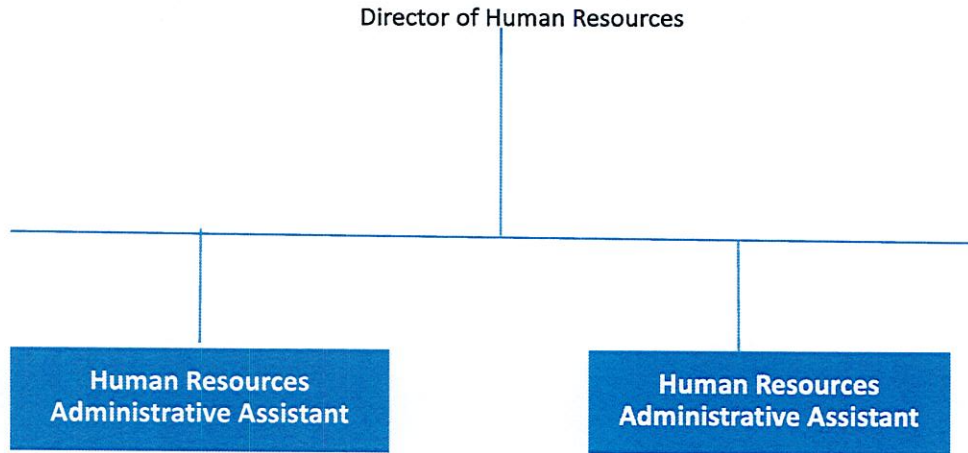 Director of Human Resources
Human Resources
Administrative Assistant
Human Resources
Administrative Assistant